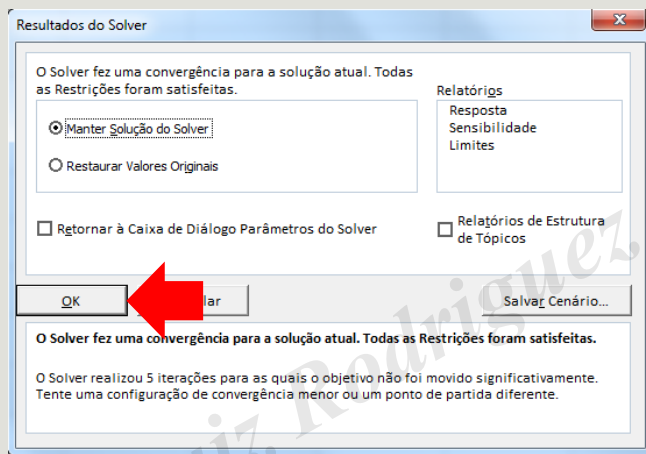 Resultados do Solver
O Solver fez uma convergência para a solução atual. Todas
as Restrições foram satisfeitas.
Manter Solução do Solver
Restaurar Valores Originais
Relatórios
Resposta
Sensibilidade
Limites
Retornar à Caixa de Diálogo Parâmetros do Solver
Relatórios de Estrutura
de Tópicos
OK
lar
Salvar Cenário...
O Solver fez uma convergência para a solução atual. Todas as Restrições foram satisfeitas.
O Solver realizou 5 iterações para as quais o objetivo não foi movido significativamente.
Tente uma configuração de convergência menor ou um ponto de partida diferente.
iz Rodriguez